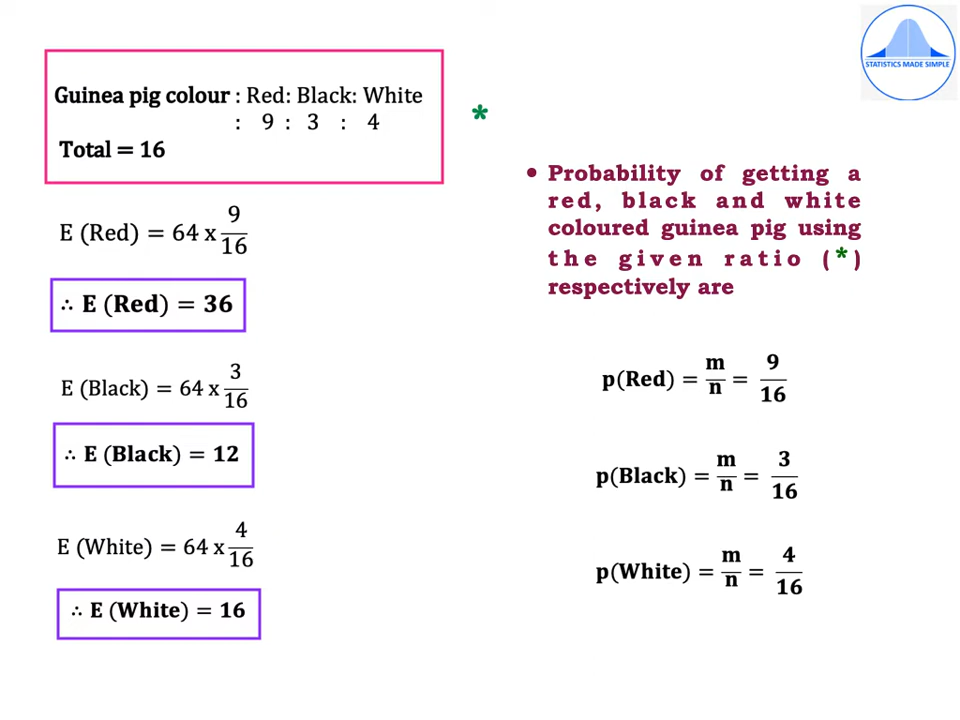 STATISTICS MADE SIMPLE
Guinea pig colour : Red: Black: White
: 9 : 3 : 4
Total = 16
*
E (Red) = 64 x 9/16
∴ E (Red) = 36
E (Black) = 64 x 3/16
∴ E (Black) = 12
E (White) = 64 x 4/16
∴ E (White) = 16
• Probability of getting a
red, black and white
coloured guinea pig using
the given ratio (*)
respectively are
p(Red) = m/n = 9/16
p(Black) = m/n = 3/16
p(White) = m/n = 4/16